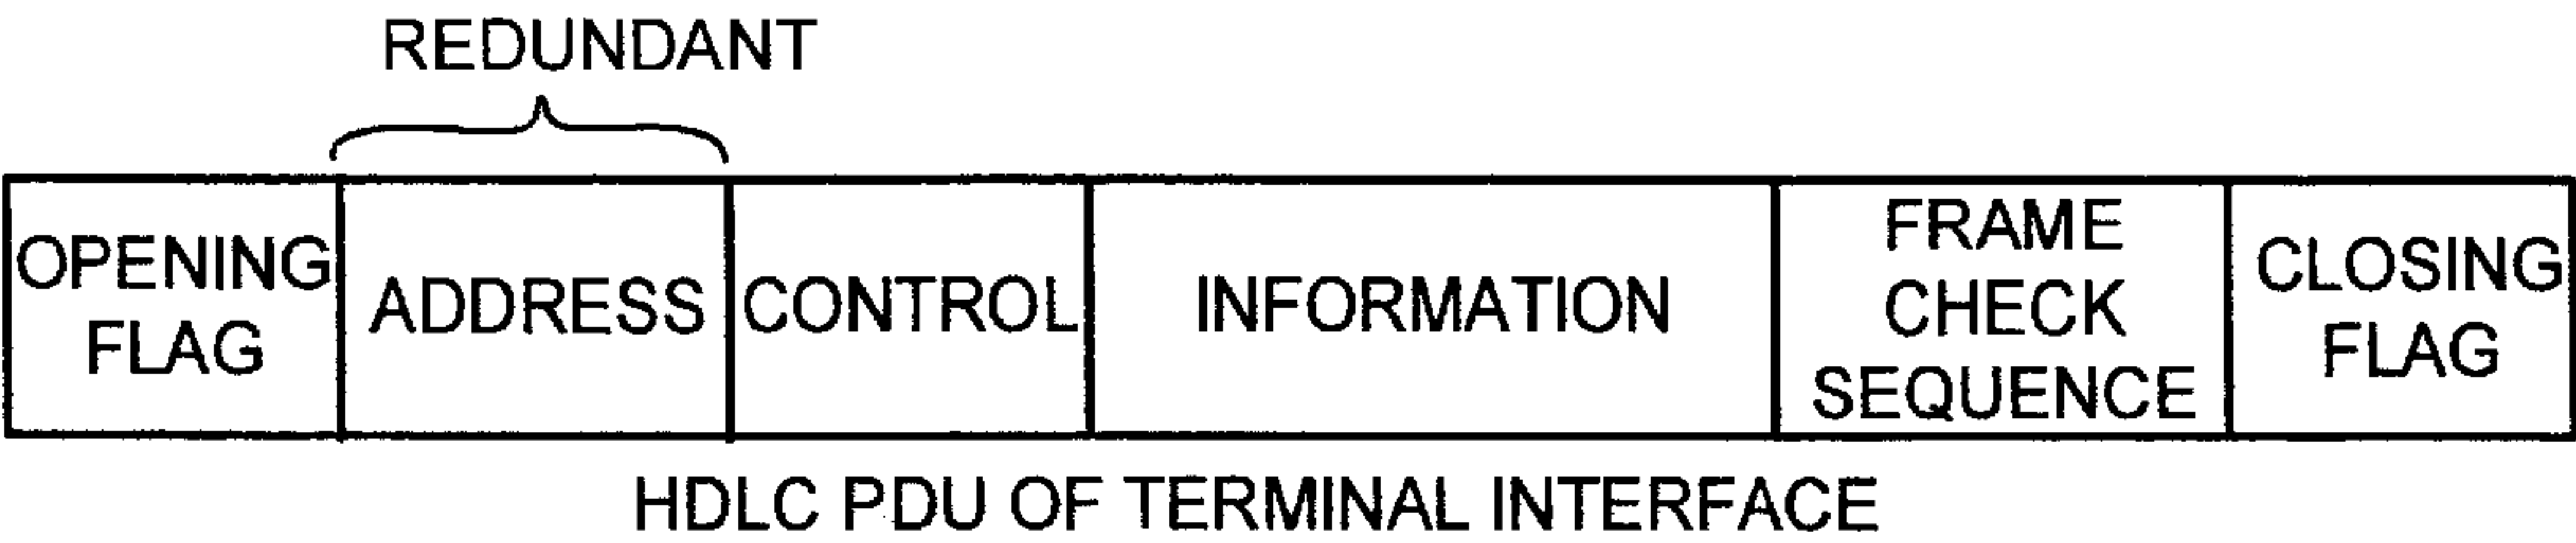 REDUNDANT
OPENING
FLAG
ADDRESS
CONTROL
INFORMATION
FRAME
CHECK
SEQUENCE
CLOSING
FLAG
HDLC PDU OF TERMINAL INTERFACE